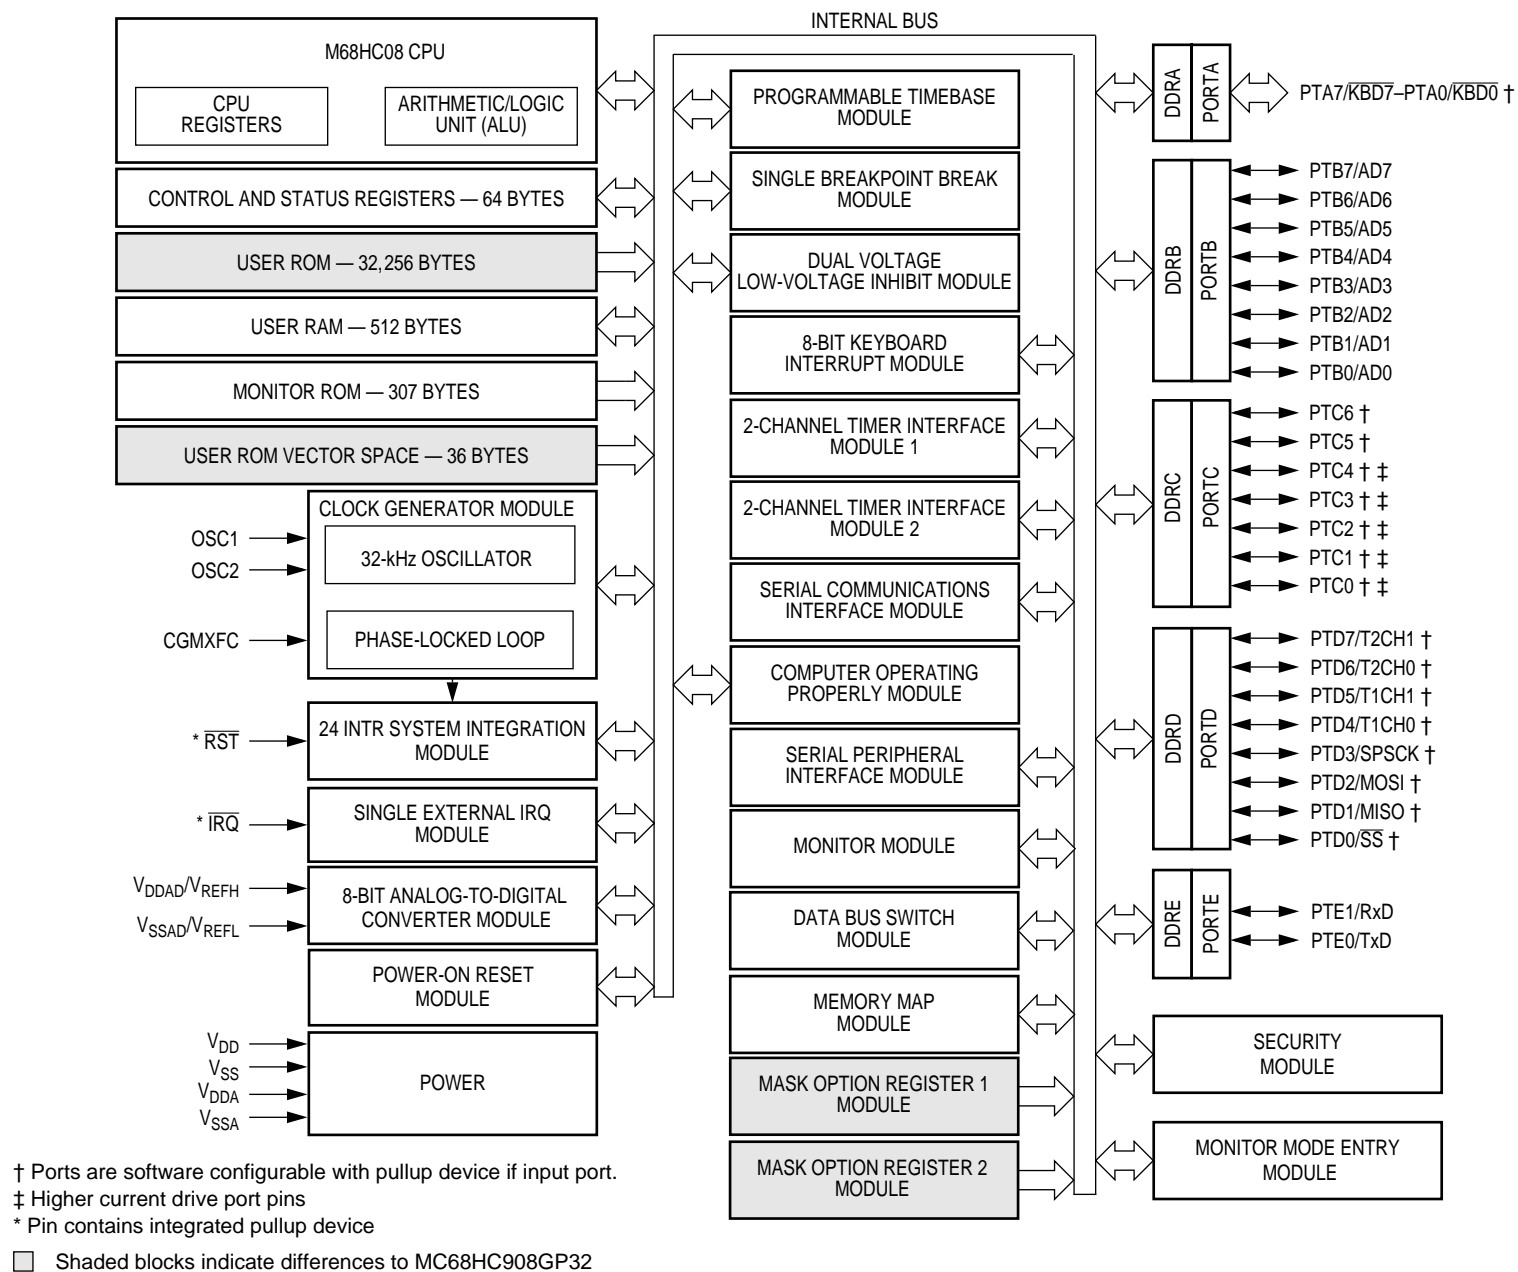 INTERNAL BUS
M68HC08 CPU
CPU
REGISTERS
ARITHMETIC/LOGIC
UNIT (ALU)
CONTROL AND STATUS REGISTERS — 64 BYTES
USER ROM — 32,256 BYTES
USER RAM — 512 BYTES
MONITOR ROM — 307 BYTES
USER ROM VECTOR SPACE — 36 BYTES
CLOCK GENERATOR MODULE
32-kHz OSCILLATOR
PHASE-LOCKED LOOP
OSC1
OSC2
CGMXFC
24 INTR SYSTEM INTEGRATION
MODULE
* R̅S̅T̅
SINGLE EXTERNAL IRQ
MODULE
* I̅R̅Q̅
8-BIT ANALOG-TO-DIGITAL
CONVERTER MODULE
VDDAD/VREFH
VSSAD/VREFL
POWER-ON RESET
MODULE
POWER
VDD
VSS
VDDA
VSSA
PROGRAMMABLE TIMEBASE
MODULE
SINGLE BREAKPOINT BREAK
MODULE
DUAL VOLTAGE
LOW-VOLTAGE INHIBIT MODULE
8-BIT KEYBOARD
INTERRUPT MODULE
2-CHANNEL TIMER INTERFACE
MODULE 1
2-CHANNEL TIMER INTERFACE
MODULE 2
SERIAL COMMUNICATIONS
INTERFACE MODULE
COMPUTER OPERATING
PROPERLY MODULE
SERIAL PERIPHERAL
INTERFACE MODULE
MONITOR MODULE
DATA BUS SWITCH
MODULE
MEMORY MAP
MODULE
MASK OPTION REGISTER 1
MODULE
MASK OPTION REGISTER 2
MODULE
DDRA
PORTA
PTA7/K̅B̅D̅7̅–PTA0/K̅B̅D̅0̅ †
DDRB
PORTB
PTB7/AD7
PTB6/AD6
PTB5/AD5
PTB4/AD4
PTB3/AD3
PTB2/AD2
PTB1/AD1
PTB0/AD0
DDRC
PORTC
PTC6 †
PTC5 †
PTC4 † ‡
PTC3 † ‡
PTC2 † ‡
PTC1 † ‡
PTC0 † ‡
DDRD
PORTD
PTD7/T2CH1 †
PTD6/T2CH0 †
PTD5/T1CH1 †
PTD4/T1CH0 †
PTD3/SPSCK †
PTD2/MOSI †
PTD1/MISO †
PTD0/S̅S̅ †
DDRE
PORTE
PTE1/RxD
PTE0/TxD
SECURITY
MODULE
MONITOR MODE ENTRY
MODULE
† Ports are software configurable with pullup device if input port.
‡ Higher current drive port pins
* Pin contains integrated pullup device
Shaded blocks indicate differences to MC68HC908GP32